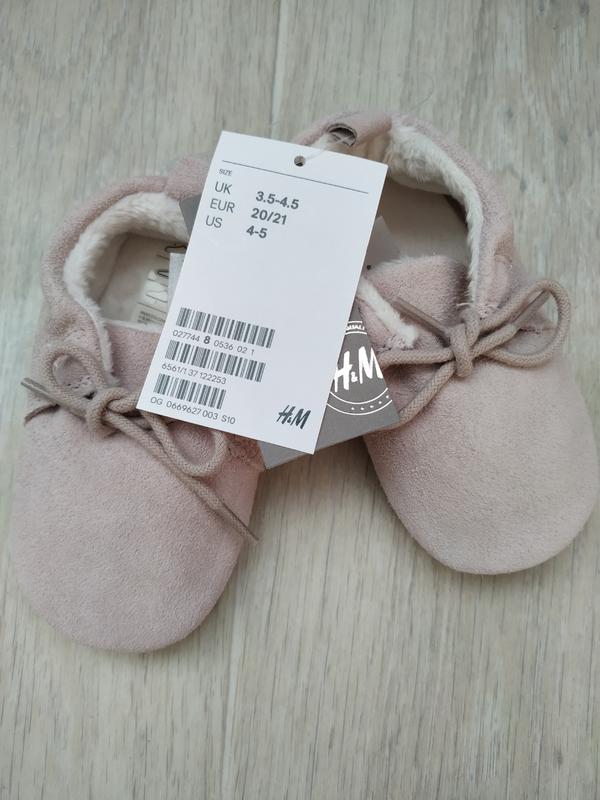 SIZE
UK 3.5-4.5
EUR 20/21
US 4-5
027744 8 0536 02 1
6561/1 37 122253
OG 0669627 003 S10
H&M
H&M